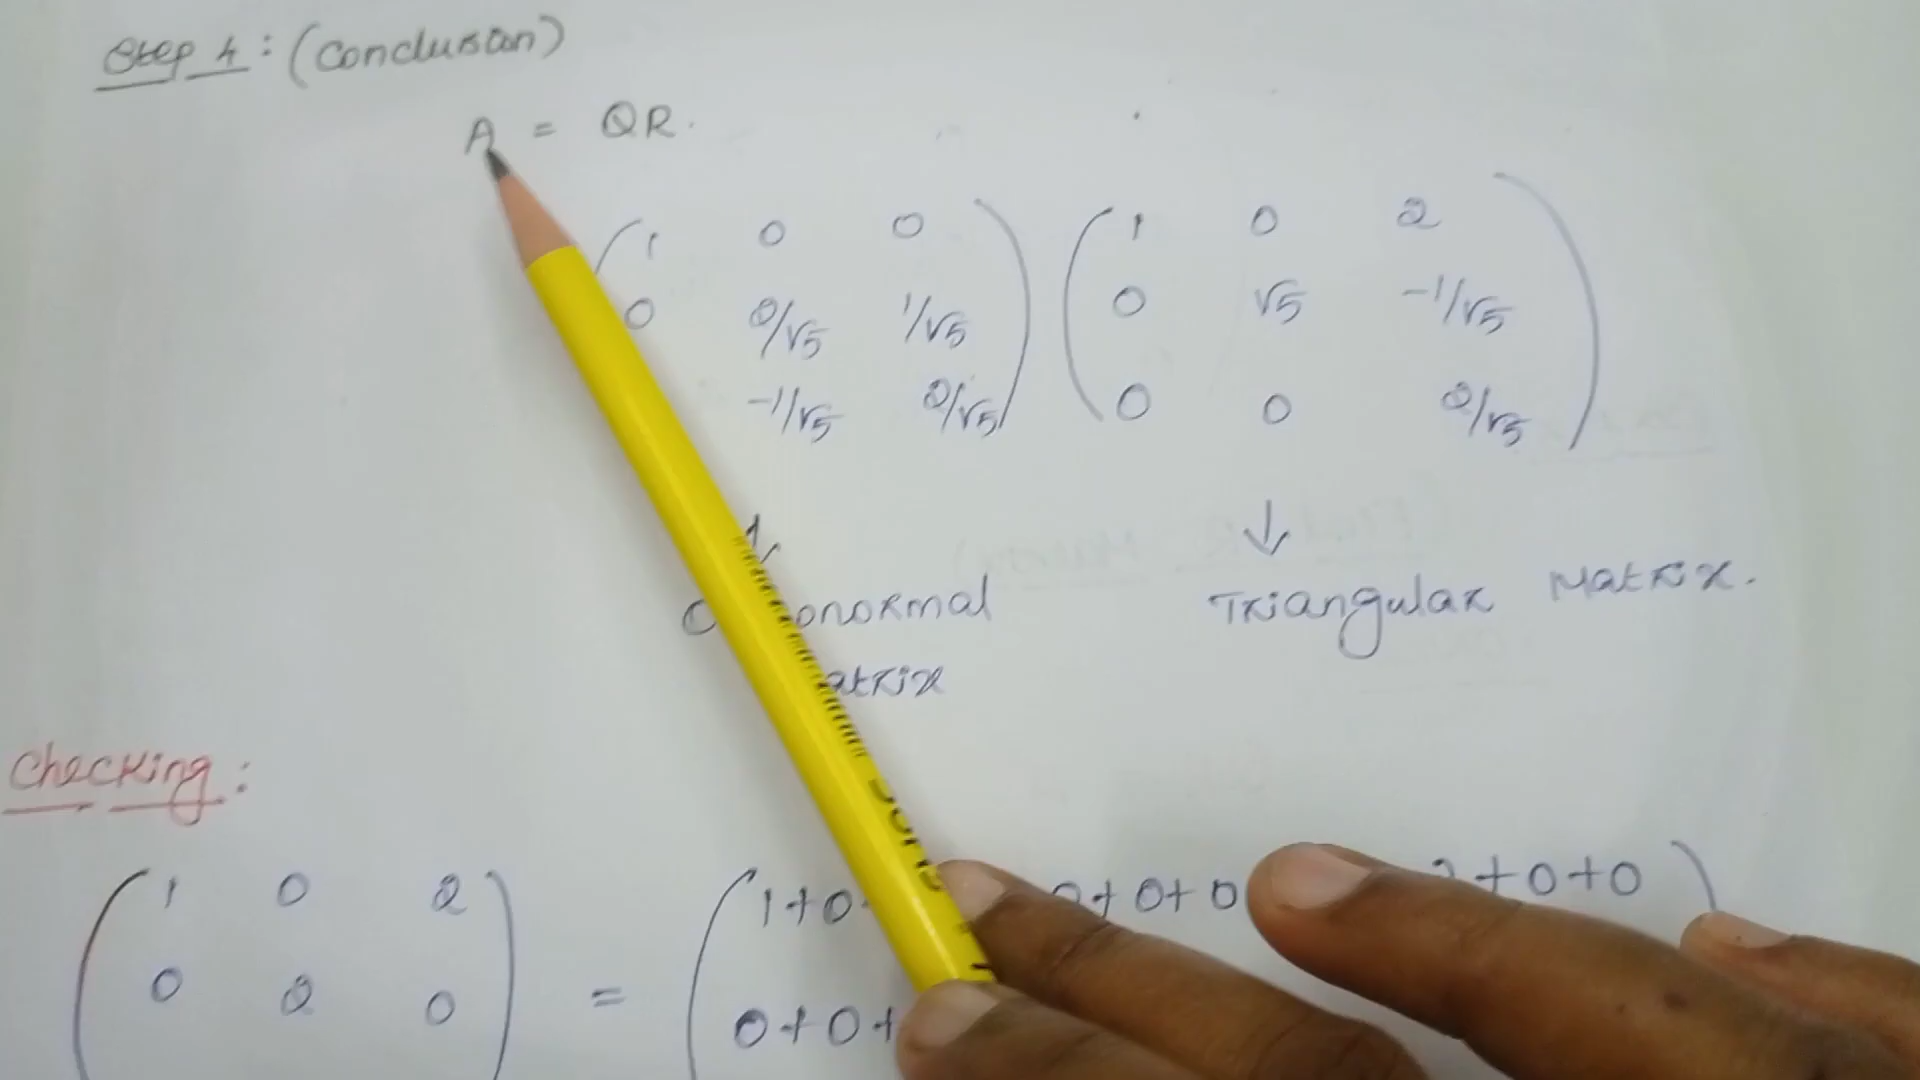 Step 4: (Conclusion)
A = QR.
1 0 0
0 2/√5 1/√5
-1/√5 2/√5
1 0 2
0 √5 -1/√5
0 0 2/√5
↓
onormal
atrix
↓
Triangular Matrix.
Checking:
1 0 2
0 2 0
=
1+0 0+0+0 +0+0
0+0+